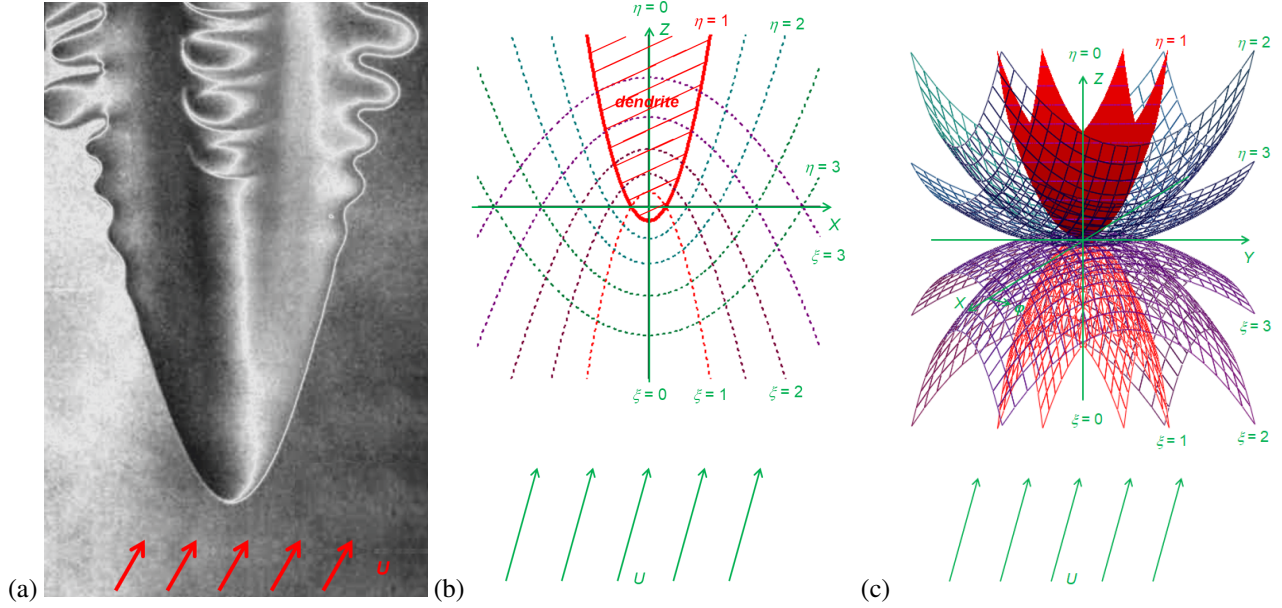 (a)
U
(b)
η = 0
Z
η = 1
η = 2
dendrite
η = 3
X
ξ = 3
ξ = 0
ξ = 1
ξ = 2
U
(c)
η = 0
η = 1
η = 2
Z
η = 3
Y
X
ξ = 3
ξ = 0
ξ = 1
ξ = 2
U